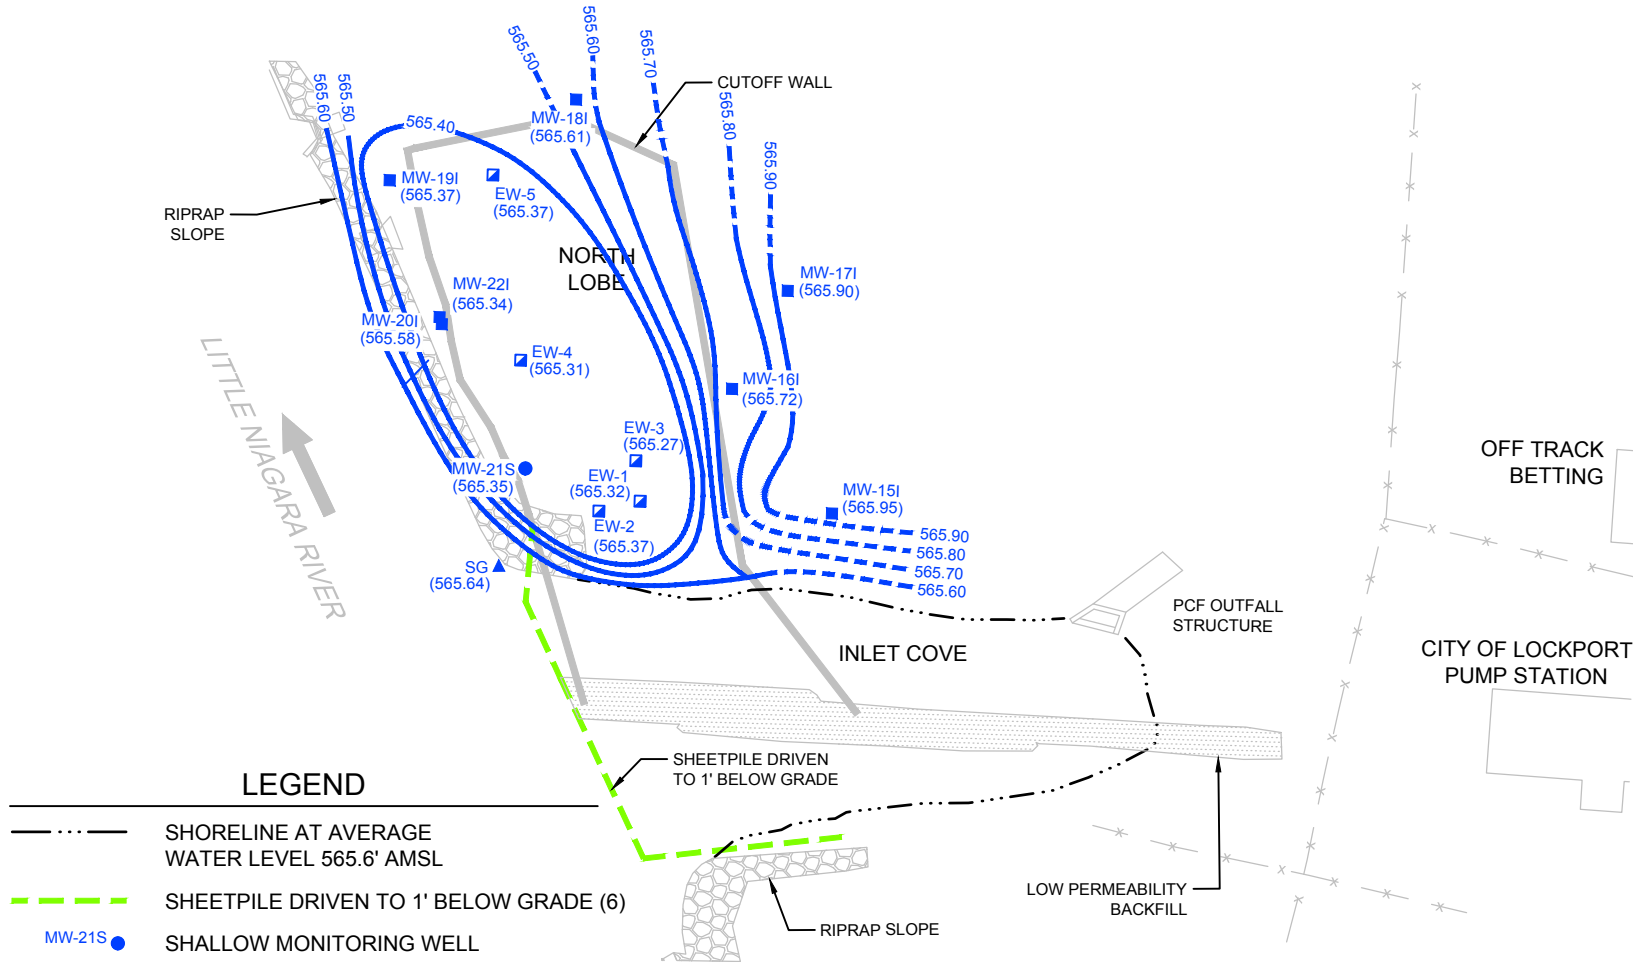 565.60
565.50
565.40
565.50
565.60
565.70
565.80
565.90
CUTOFF WALL
MW-18I
(565.61)
MW-19I
(565.37)
EW-5
(565.37)
RIPRAP
SLOPE
NORTH
LOBE
MW-17I
(565.90)
MW-22I
(565.34)
MW-20I
(565.58)
EW-4
(565.31)
MW-16I
(565.72)
LITTLE NIAGARA RIVER
EW-3
(565.27)
MW-21S
(565.35)
EW-1
(565.32)
EW-2
(565.37)
MW-15I
(565.95)
OFF TRACK
BETTING
565.90
565.80
565.70
565.60
SG
(565.64)
PCF OUTFALL
STRUCTURE
INLET COVE
CITY OF LOCKPORT
PUMP STATION
SHEETPILE DRIVEN
TO 1' BELOW GRADE
LOW PERMEABILITY
BACKFILL
RIPRAP SLOPE
LEGEND
SHORELINE AT AVERAGE
WATER LEVEL 565.6' AMSL
SHEETPILE DRIVEN TO 1' BELOW GRADE (6)
MW-21S SHALLOW MONITORING WELL